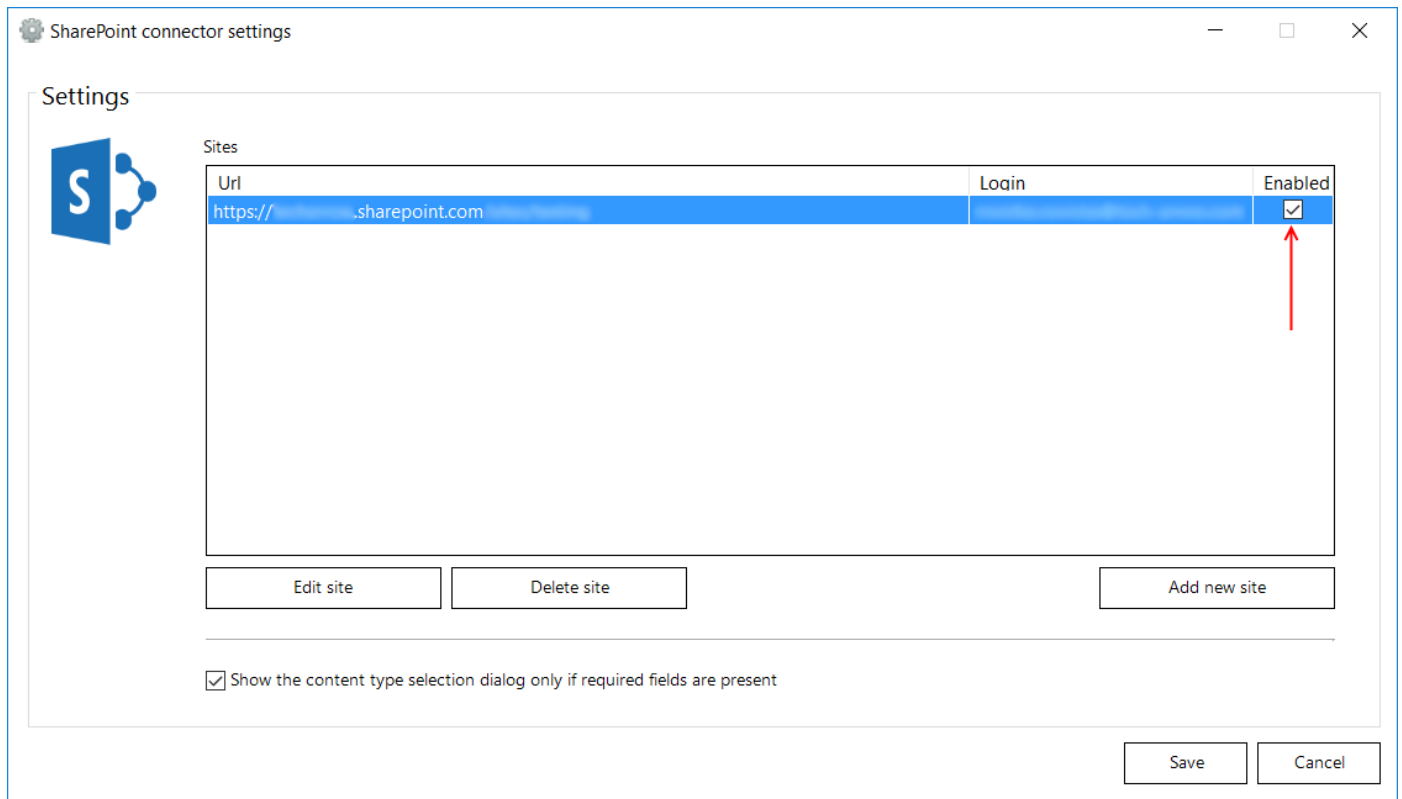 SharePoint connector settings
Settings
S
Sites
Url Login Enabled
https:// .sharepoint.com
Edit site Delete site Add new site
Show the content type selection dialog only if required fields are present
Save Cancel